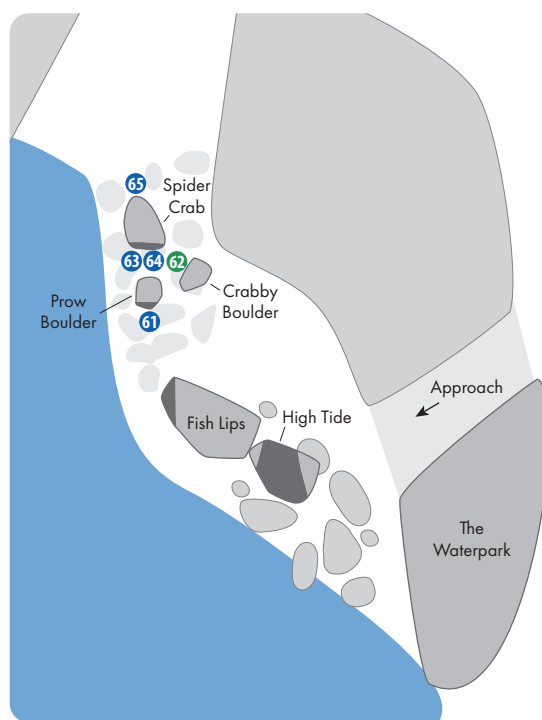 65
Spider
Crab
63
64
62
Crabby
Boulder
Prow
Boulder
61
Approach
Fish Lips
High Tide
The
Waterpark